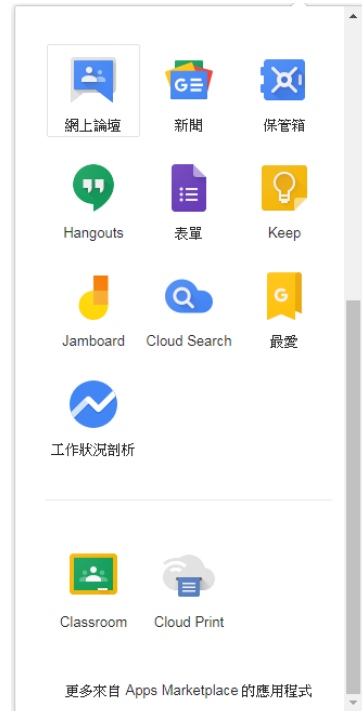 網上論壇 新聞 保管箱
Hangouts 表單 Keep
Jamboard Cloud Search 最愛
工作狀況剖析
Classroom Cloud Print
更多來自 Apps Marketplace 的應用程式